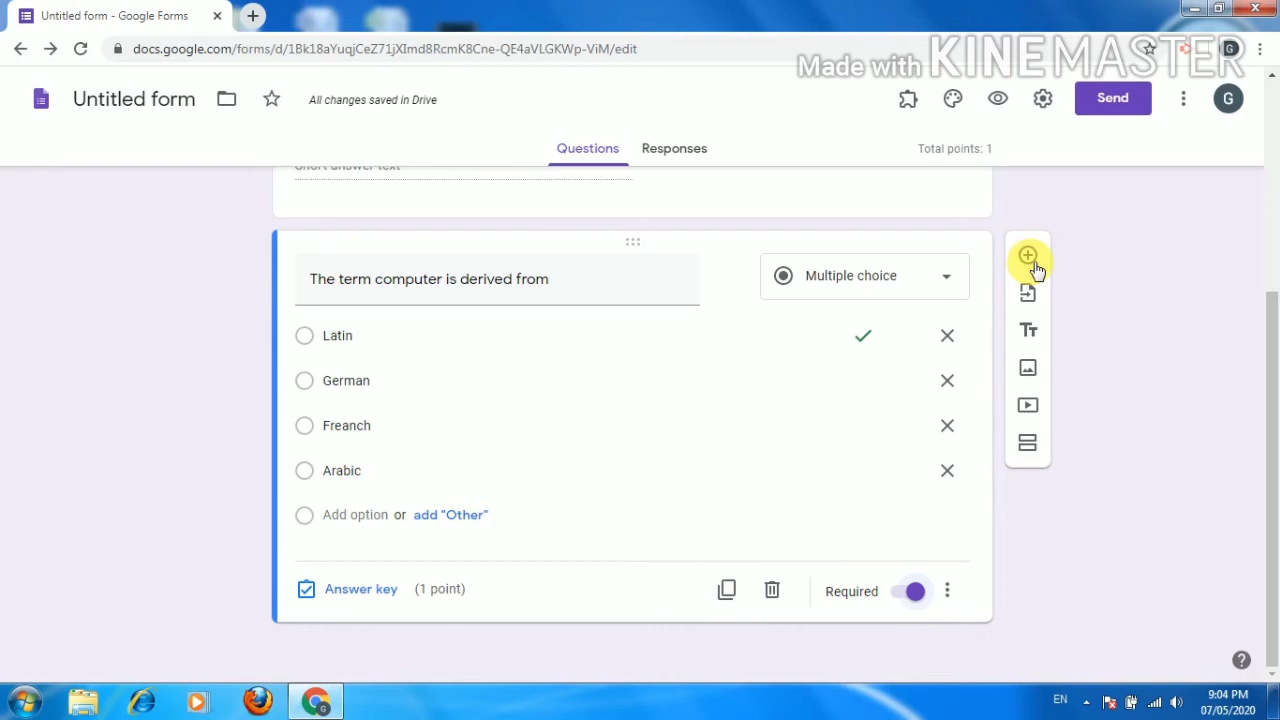 Untitled form - Google Forms
docs.google.com/forms/d/1Bk18aYuqjCeZ71jXImd8RcmK8Cne-QE4aVLGKWp-ViM/edit
G
Made with KINEMASTER
Untitled form
All changes saved in Drive
Send
G
Questions
Responses
Total points: 1
Short answer text
The term computer is derived from
Multiple choice
Latin
German
Freanch
Arabic
Add option or add "Other"
Answer key (1 point)
Required
EN
9:04 PM
07/05/2020